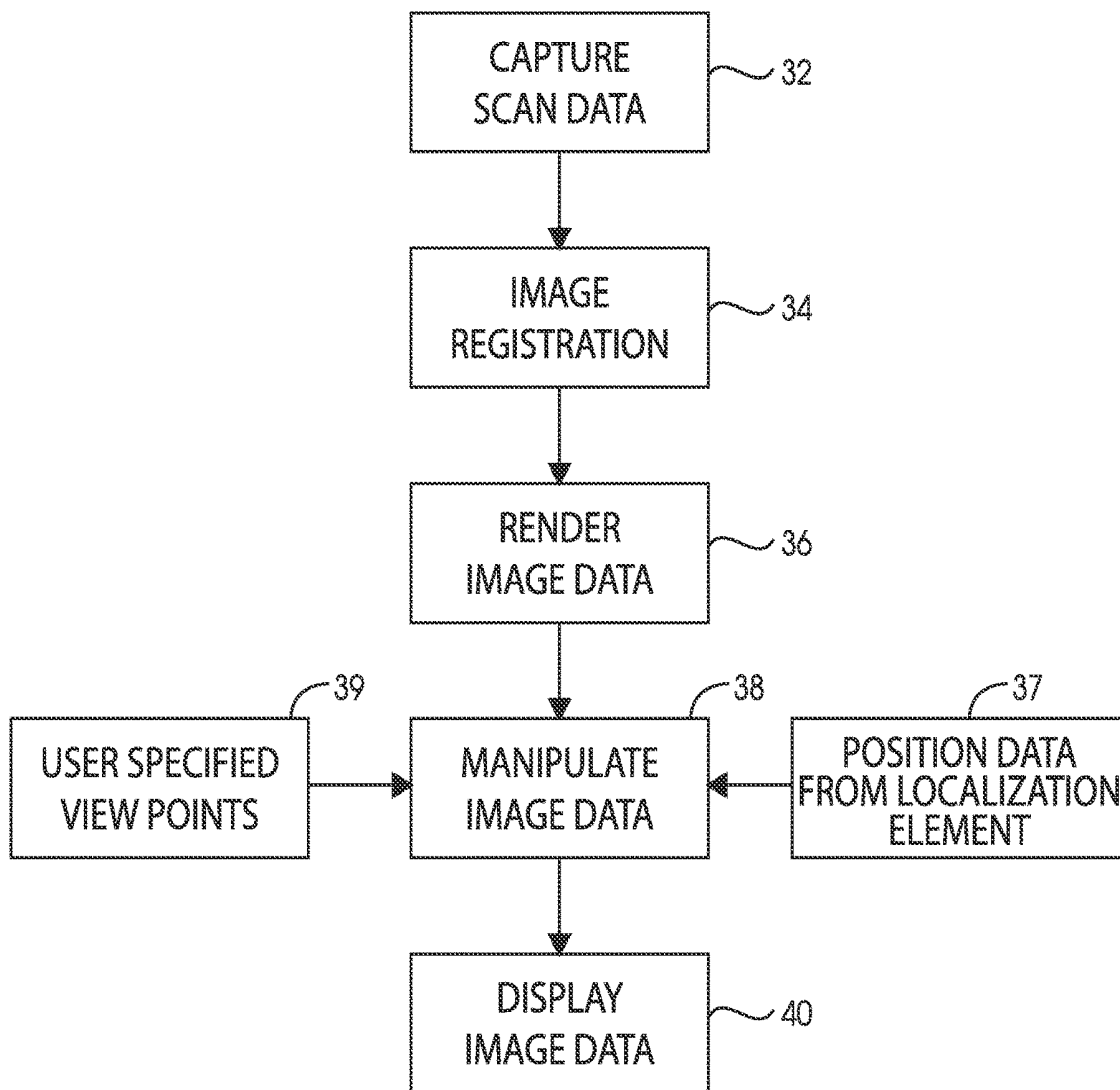 CAPTURE
SCAN DATA
32
IMAGE
REGISTRATION
34
RENDER
IMAGE DATA
36
39
38
37
USER SPECIFIED
VIEW POINTS
MANIPULATE
IMAGE DATA
POSITION DATA
FROM LOCALIZATION
ELEMENT
DISPLAY
IMAGE DATA
40